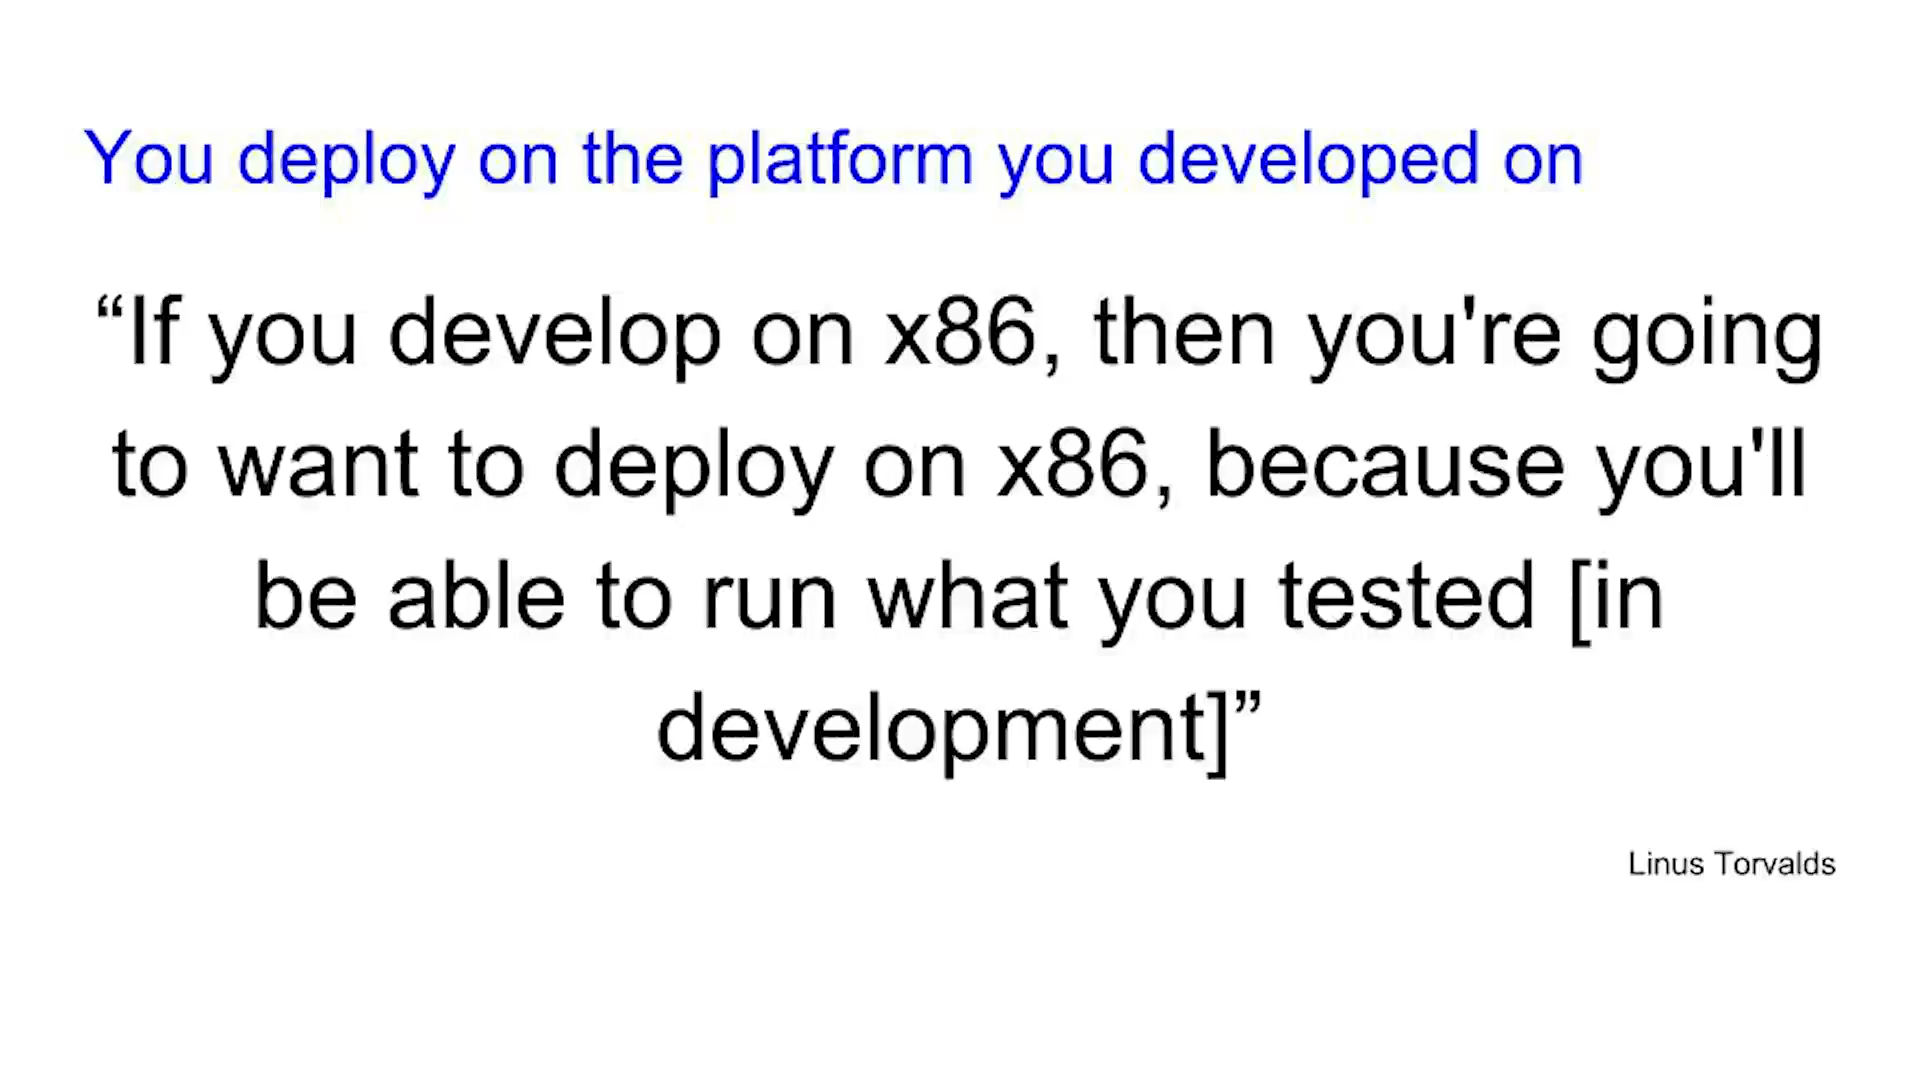 You deploy on the platform you developed on
“If you develop on x86, then you're going
to want to deploy on x86, because you'll
be able to run what you tested [in
development]”
Linus Torvalds